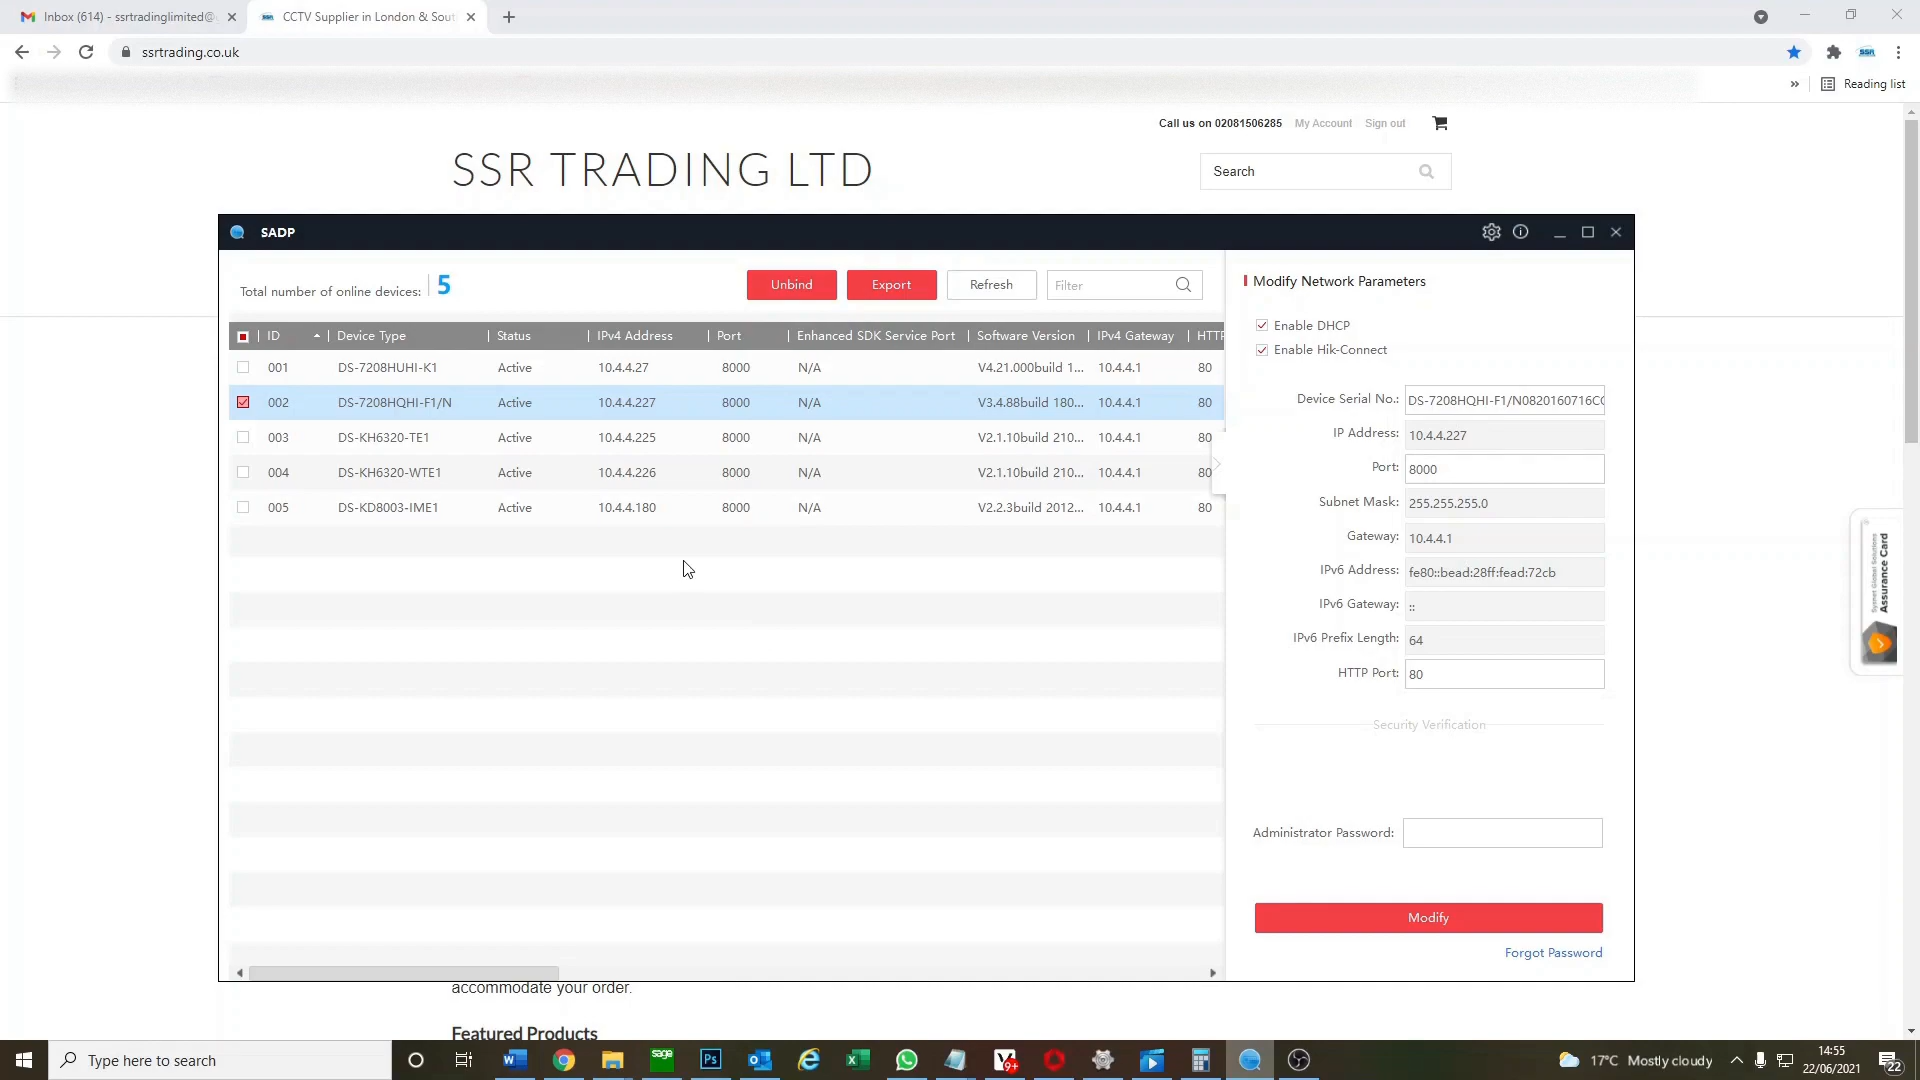 Inbox (614) - ssrtradinglimited@
CCTV Supplier in London & Sout
ssrtrading.co.uk
Reading list
Call us on 02081506285
My Account
Sign out
SSR TRADING LTD
Search
SADP
Total number of online devices: 5
Unbind
Export
Refresh
Filter
ID
Device Type
Status
IPv4 Address
Port
Enhanced SDK Service Port
Software Version
IPv4 Gateway
HTTP
001 DS-7208HUHI-K1 Active 10.4.4.27 8000 N/A V4.21.000build 1... 10.4.4.1 80
002 DS-7208HQHI-F1/N Active 10.4.4.227 8000 N/A V3.4.88build 180... 10.4.4.1 80
003 DS-KH6320-TE1 Active 10.4.4.225 8000 N/A V2.1.10build 210... 10.4.4.1 80
004 DS-KH6320-WTE1 Active 10.4.4.226 8000 N/A V2.1.10build 210... 10.4.4.1 80
005 DS-KD8003-IME1 Active 10.4.4.180 8000 N/A V2.2.3build 2012... 10.4.4.1 80
Modify Network Parameters
Enable DHCP
Enable Hik-Connect
Device Serial No.: DS-7208HQHI-F1/N0820160716CC
IP Address: 10.4.4.227
Port: 8000
Subnet Mask: 255.255.255.0
Gateway: 10.4.4.1
IPv6 Address: fe80::bead:28ff:fead:72cb
IPv6 Gateway: ::
IPv6 Prefix Length: 64
HTTP Port: 80
Security Verification
Administrator Password:
Modify
Forgot Password
Sysnet Global Solutions
Assurance Card
accommodate your order.
Featured Products
Type here to search
17°C Mostly cloudy
14:55
22/06/2021
22